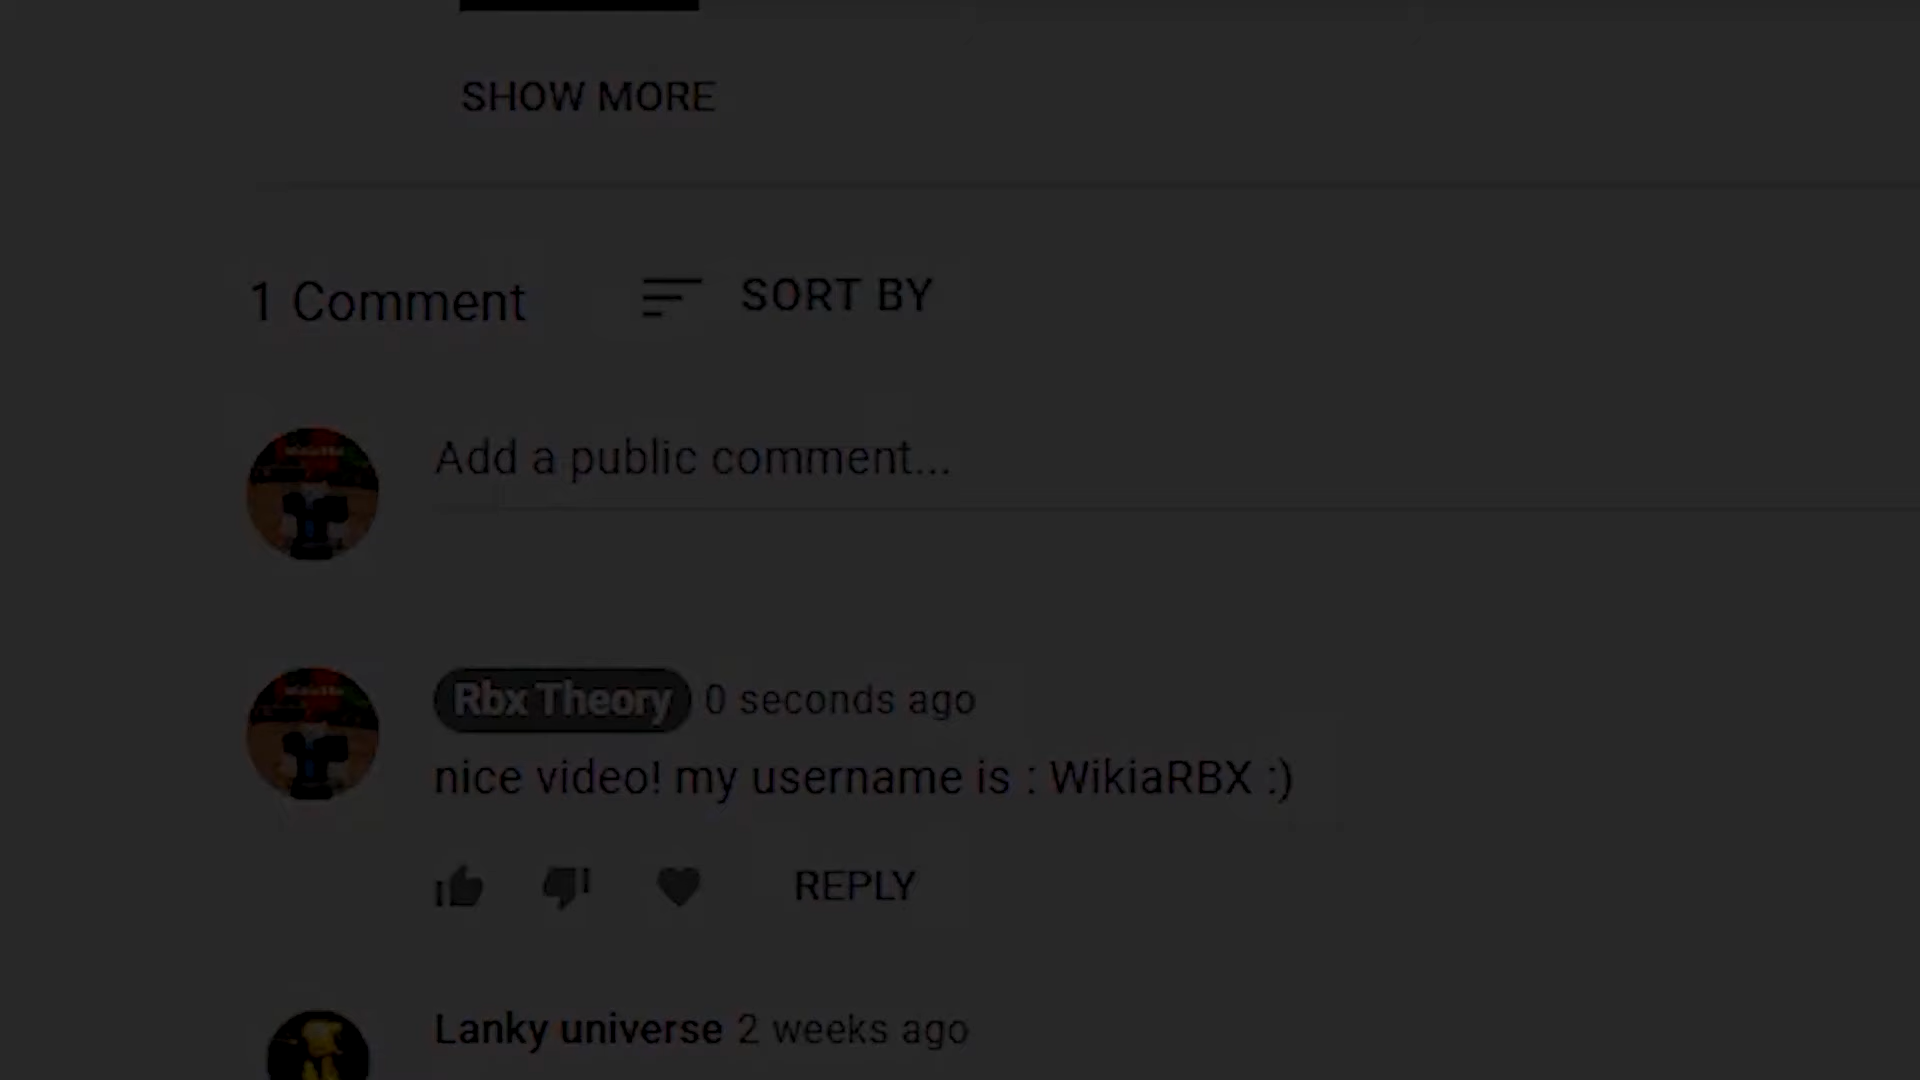 SHOW MORE
1 Comment
SORT BY
Add a public comment...
Rbx Theory 0 seconds ago
nice video! my username is : WikiaRBX :)
REPLY
Lanky universe 2 weeks ago